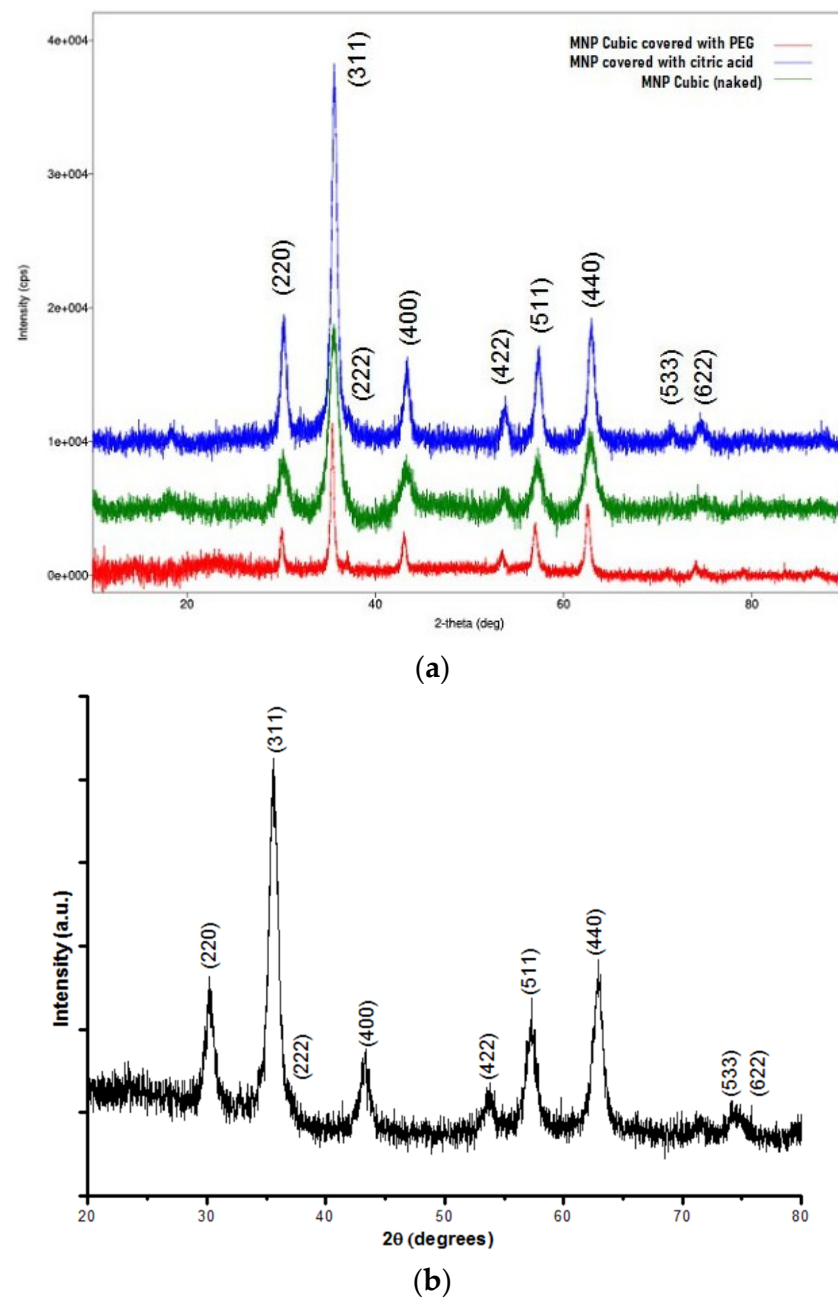 4e+004
3e+004
2e+004
1e+004
0e+000
Intensity (cps)
MNP Cubic covered with PEG
MNP covered with citric acid
MNP Cubic (naked)
(220)
(311)
(222)
(400)
(422)
(511)
(440)
(533)
(622)
20
40
60
80
2-theta (deg)
(a)
Intensity (a.u.)
(220)
(311)
(222)
(400)
(422)
(511)
(440)
(533)
(622)
20
30
40
50
60
70
80
2θ (degrees)
(b)